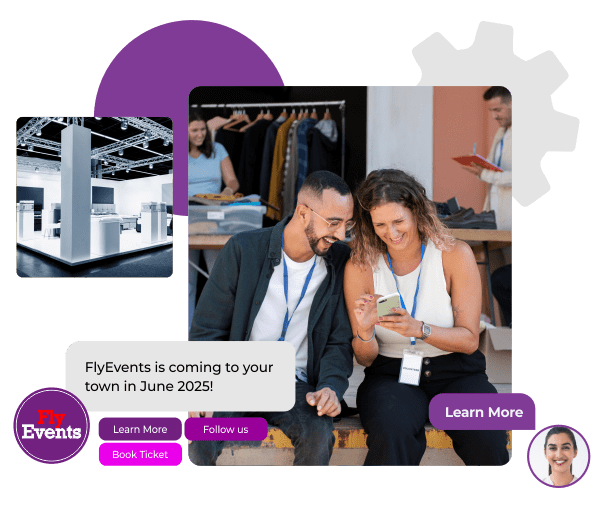 FlyEvents is coming to your
town in June 2025!
Fly
Events
Learn More
Follow us
Book Ticket
Learn More